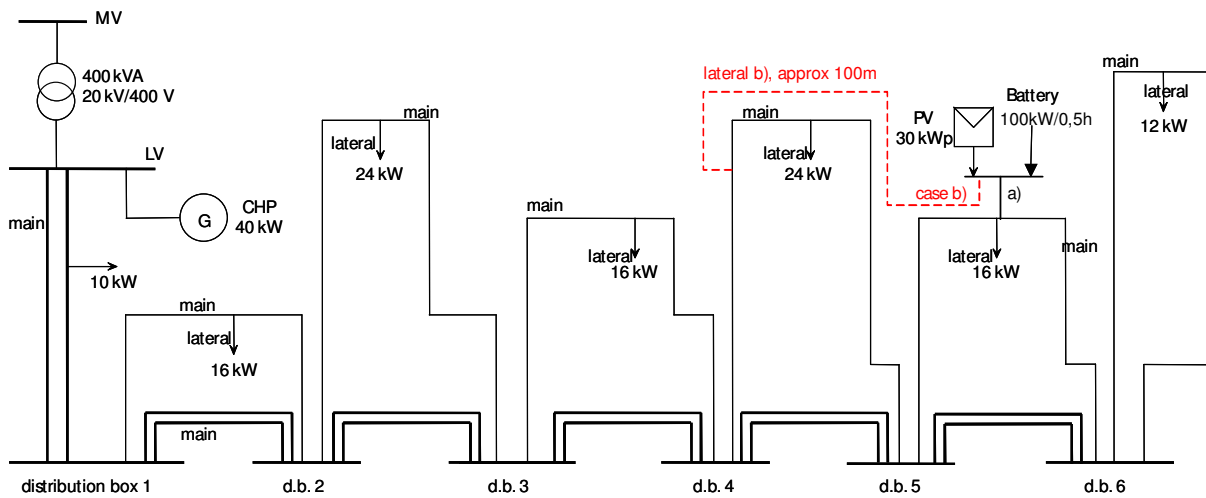 MV
400 kVA
20 kV/400 V
LV
main
G
CHP
40 kW
10 kW
main
lateral
16 kW
main
main
lateral
24 kW
main
lateral
16 kW
lateral b), approx 100m
main
lateral
24 kW
case b)
PV
30 kWp
Battery
100kW/0,5h
a)
lateral
16 kW
main
main
lateral
12 kW
distribution box 1
d.b. 2
d.b. 3
d.b. 4
d.b. 5
d.b. 6